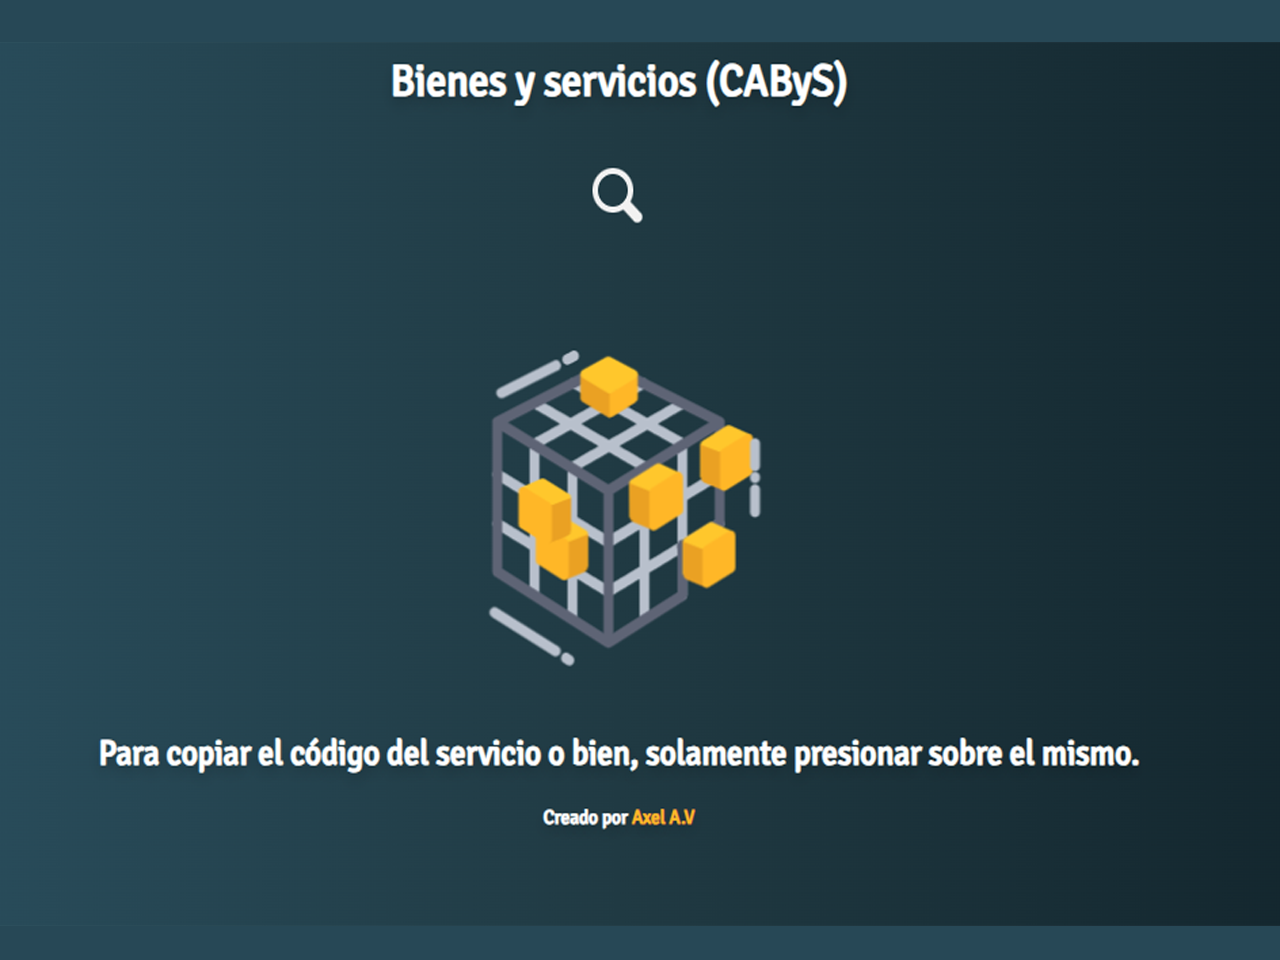 Bienes y servicios (CAByS)
Para copiar el código del servicio o bien, solamente presionar sobre el mismo.
Creado por Axel A.V